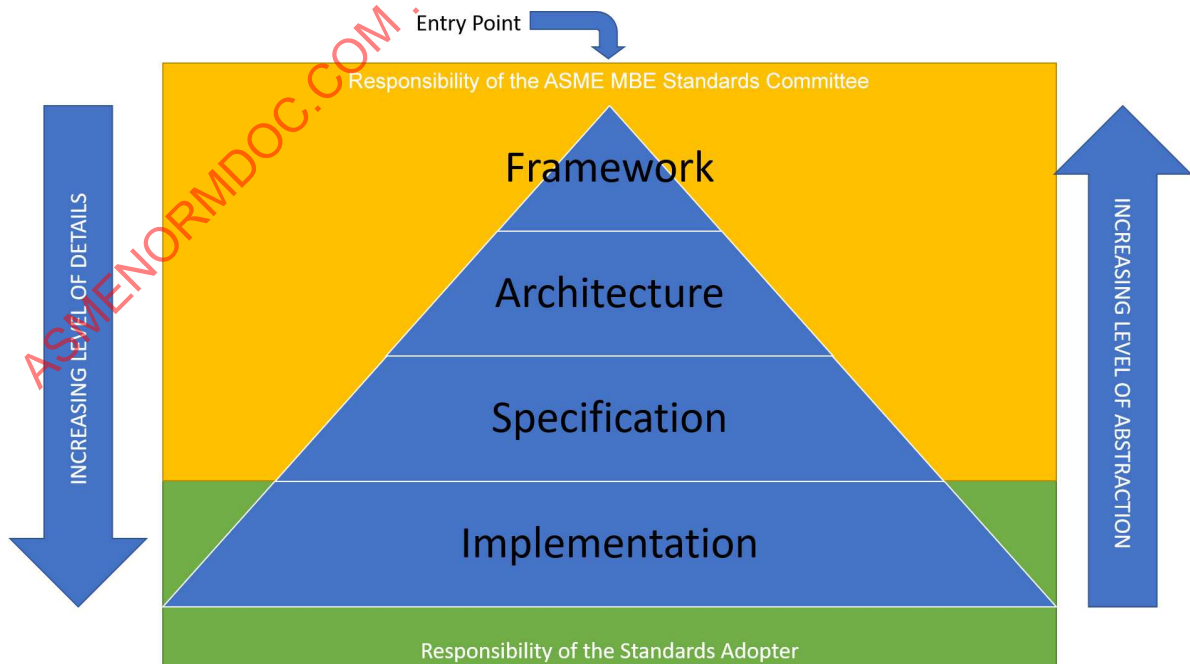 Entry Point
Responsibility of the ASME MBE Standards Committee
Framework
Architecture
Specification
Implementation
Responsibility of the Standards Adopter
INCREASING LEVEL OF DETAILS
INCREASING LEVEL OF ABSTRACTION
ASMENORMDOC.COM :